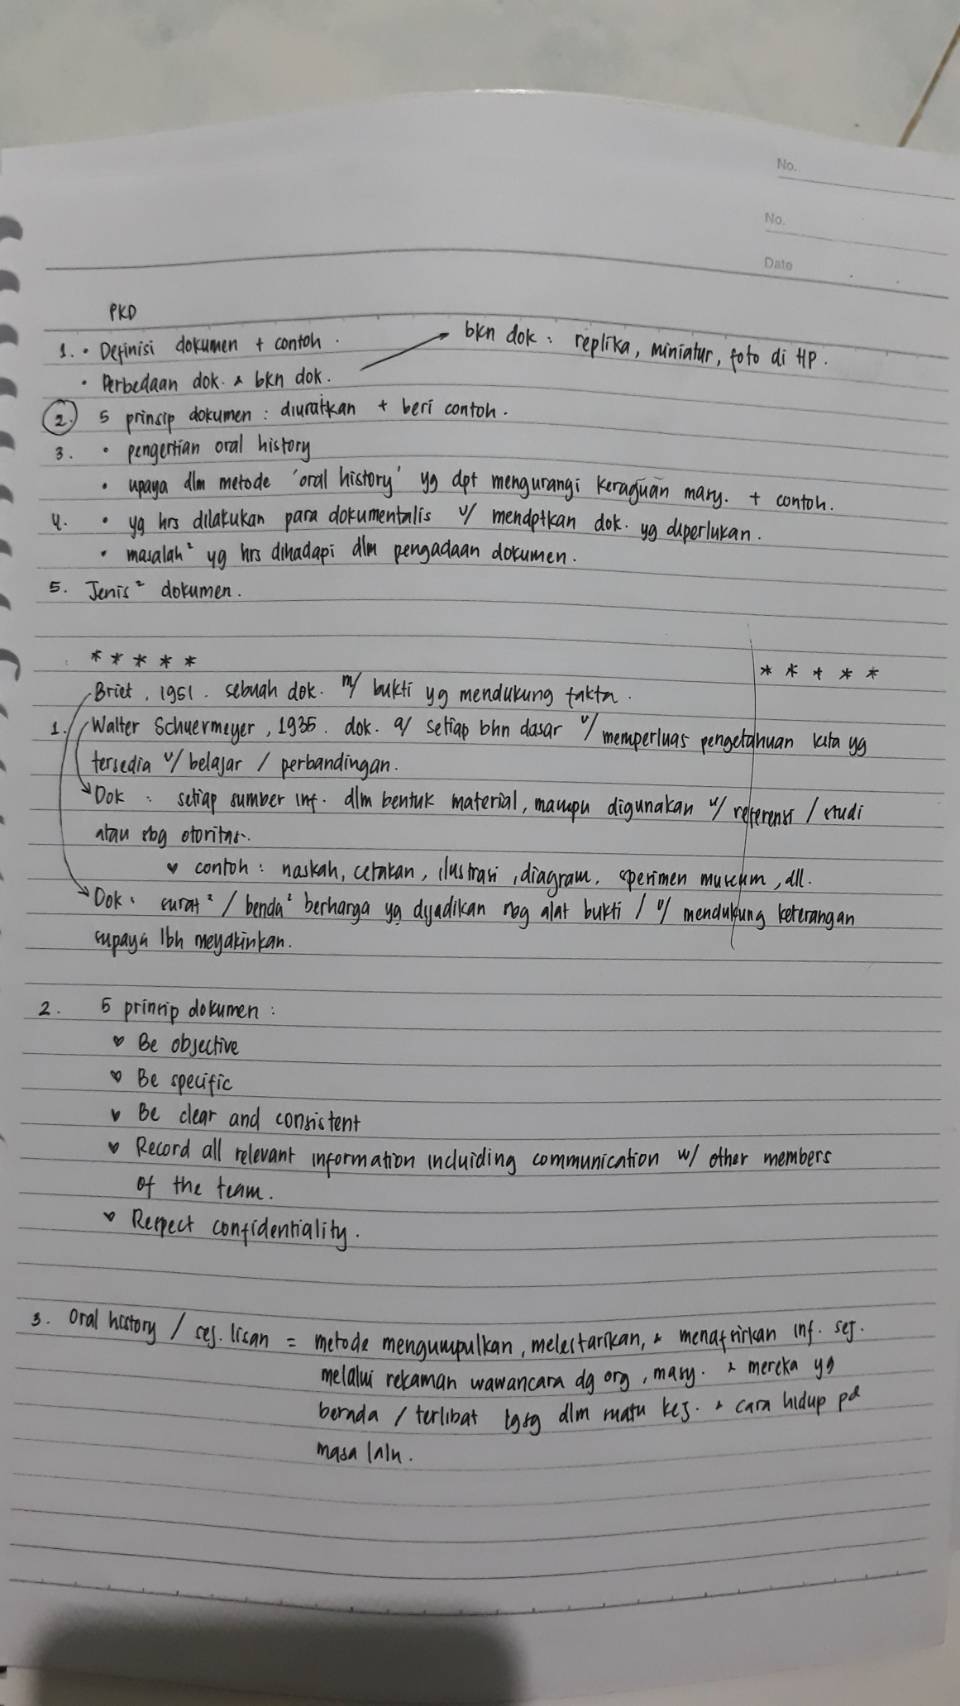 No.
No.
Date
PKD
1. • Definisi dokumen + contoh.
bkn dok : replika, miniatur, foto di HP.
• Perbedaan dok. & bkn dok.
2. 5 prinsip dokumen : diuraikan + beri contoh.
3. • pengertian oral history
• upaya dlm metode 'oral history' yg dpt mengurangi keraguan masy. + contoh.
4. • yg hrs dilakukan para dokumentalis u/ mendptkan dok. yg diperlukan.
• masalah² yg hrs dihadapi dlm pengadaan dokumen.
5. Jenis² dokumen.
* * * * *
* * * * *
Briet, 1951. sebuah dok. m/ bukti yg mendukung fakta.
1. Walter Schuermeyer, 1935. dok. a/ setiap bhn dasar u/ memperluas pengetahuan kita yg
tersedia u/ belajar / perbandingan.
Dok : setiap sumber inf. dlm bentuk material, mampu digunakan u/ referensi / studi
atau sbg otoritas.
contoh : naskah, cetakan, ilustrasi, diagram, spesimen museum, dll.
Dok : surat² / benda² berharga yg dijadikan sbg alat bukti / u/ mendukung keterangan
supaya lbh meyakinkan.
2. 5 prinsip dokumen :
Be objective
Be specific
Be clear and consistent
Record all relevant information incluiding communication w/ other members
of the team.
Respect confidentiality.
3. Oral history / sej. lisan = metode mengumpulkan, melestarikan, & menafsirkan inf. sej.
melalui rekaman wawancara dg org, masy. & mereka yg
berada / terlibat lgsg dlm suatu kej. & cara hidup pd
masa lalu.